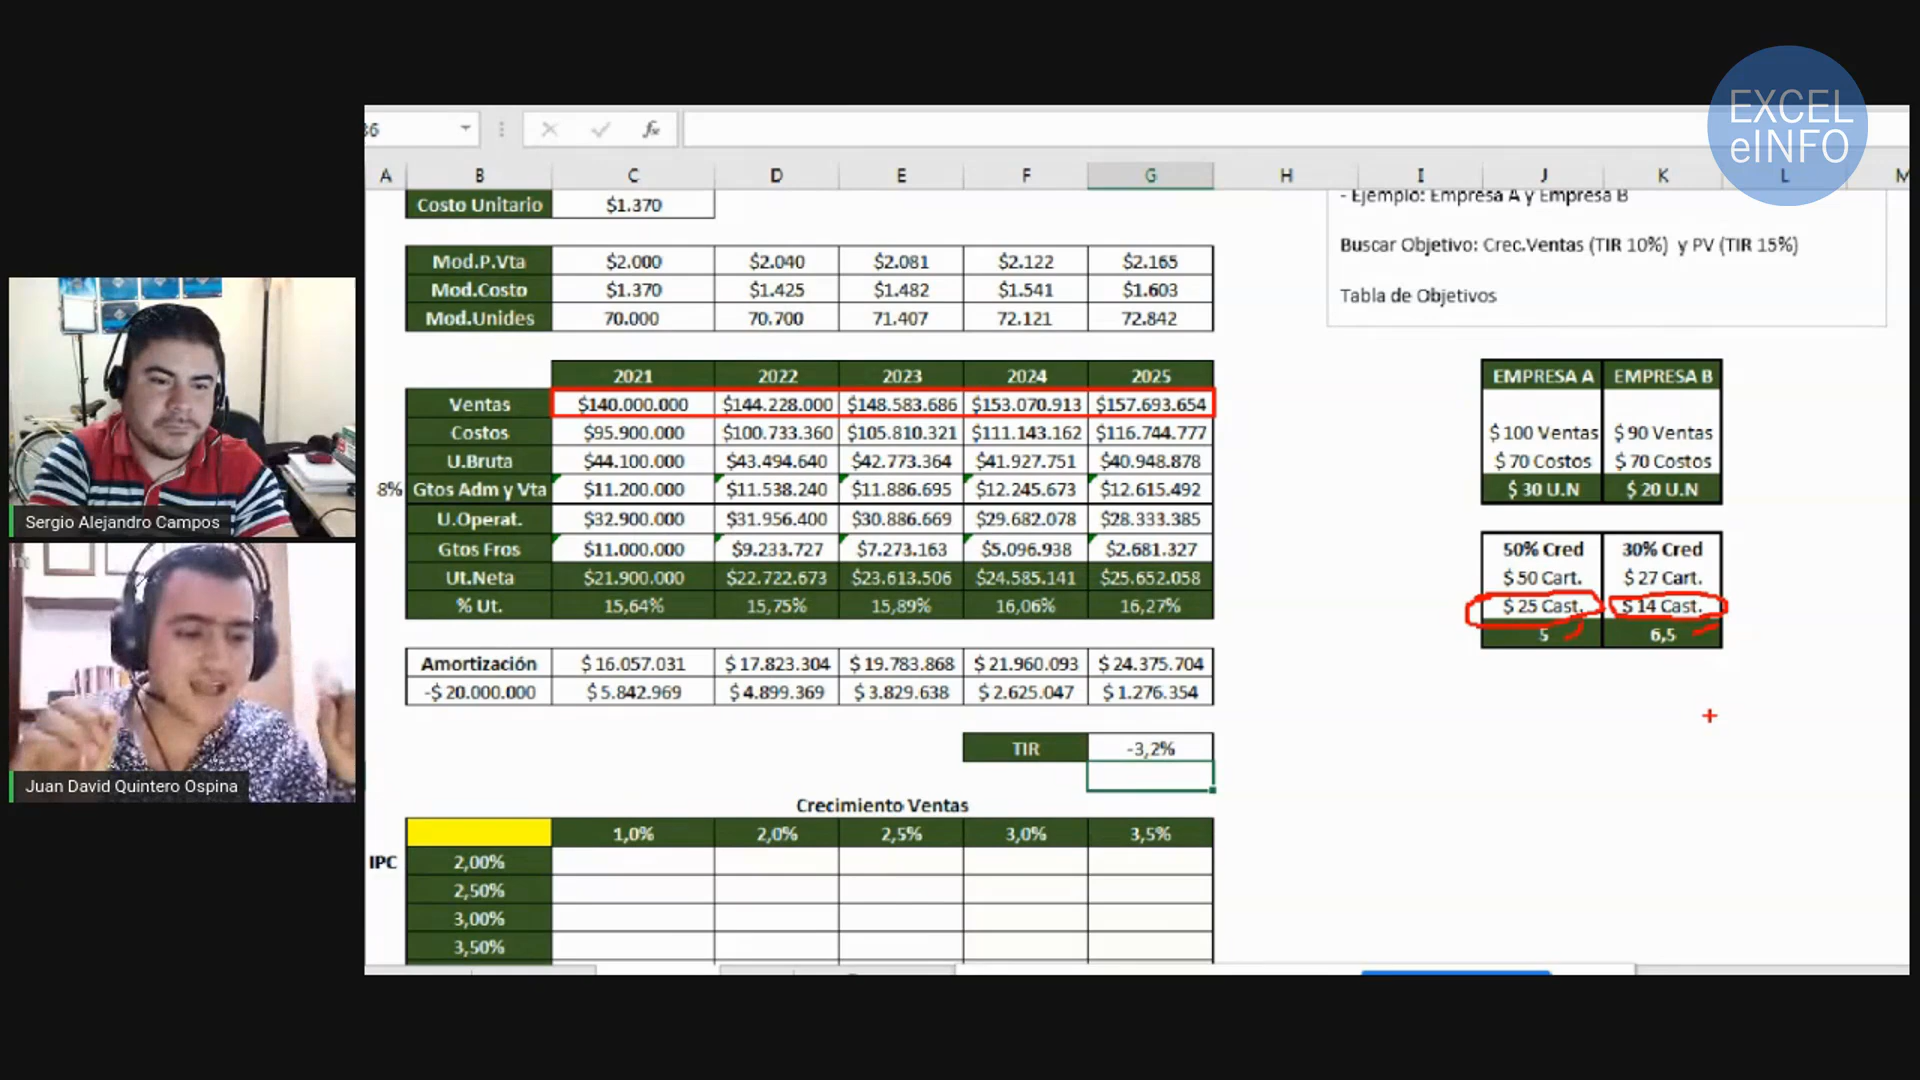 EXCEL
eINFO
36
fx
A B C D E F G H I J K L M
Costo Unitario $1.370
- Ejemplo: Empresa A y Empresa B
Buscar Objetivo: Crec.Ventas (TIR 10%) y PV (TIR 15%)
Tabla de Objetivos
Mod.P.Vta $2.000 $2.040 $2.081 $2.122 $2.165
Mod.Costo $1.370 $1.425 $1.482 $1.541 $1.603
Mod.Unides 70.000 70.700 71.407 72.121 72.842
2021 2022 2023 2024 2025
Ventas $140.000.000 $144.228.000 $148.583.686 $153.070.913 $157.693.654
Costos $95.900.000 $100.733.360 $105.810.321 $111.143.162 $116.744.777
U.Bruta $44.100.000 $43.494.640 $42.773.364 $41.927.751 $40.948.878
8% Gtos Adm y Vta $11.200.000 $11.538.240 $11.886.695 $12.245.673 $12.615.492
U.Operat. $32.900.000 $31.956.400 $30.886.669 $29.682.078 $28.333.385
Gtos Fros $11.000.000 $9.233.727 $7.273.163 $5.096.938 $2.681.327
Ut.Neta $21.900.000 $22.722.673 $23.613.506 $24.585.141 $25.652.058
% Ut. 15,64% 15,75% 15,89% 16,06% 16,27%
EMPRESA A EMPRESA B
$ 100 Ventas $ 90 Ventas
$ 70 Costos $ 70 Costos
$ 30 U.N $ 20 U.N
50% Cred 30% Cred
$ 50 Cart. $ 27 Cart.
$ 25 Cast. $ 14 Cast.
5 6,5
Amortización $ 16.057.031 $ 17.823.304 $ 19.783.868 $ 21.960.093 $ 24.375.704
-$ 20.000.000 $ 5.842.969 $ 4.899.369 $ 3.829.638 $ 2.625.047 $ 1.276.354
TIR -3,2%
Crecimiento Ventas
1,0% 2,0% 2,5% 3,0% 3,5%
IPC 2,00%
2,50%
3,00%
3,50%
Sergio Alejandro Campos
Juan David Quintero Ospina